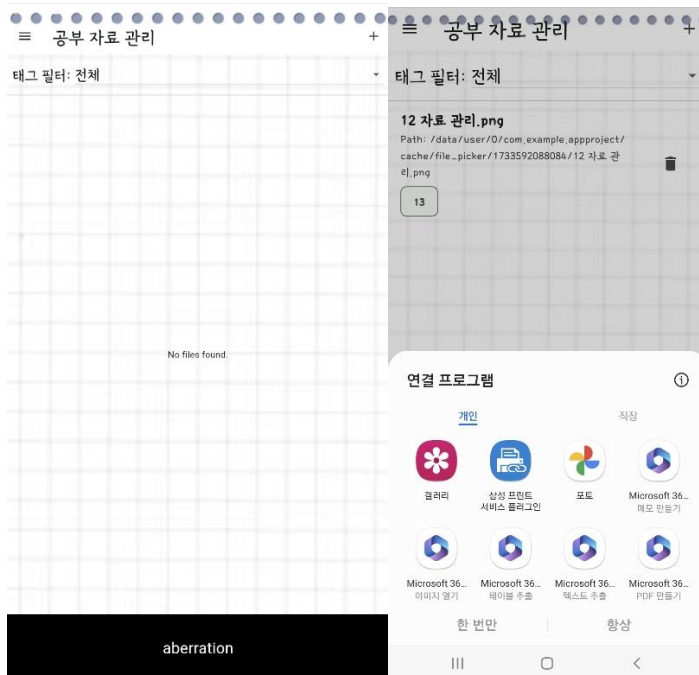 공부 자료 관리
태그 필터: 전체
No files found.
aberration
공부 자료 관리
태그 필터: 전체
12 자료 관리.png
Path: /data/user/0/com.example.appproject/
cache/file_picker/1733592088084/12 자료 관
리.png
13
연결 프로그램
개인
직장
갤러리
삼성 프린트
서비스 플러그인
포토
Microsoft 36...
메모 만들기
Microsoft 36...
이미지 열기
Microsoft 36...
테이블 추출
Microsoft 36...
텍스트 추출
Microsoft 36...
PDF 만들기
한 번만
항상